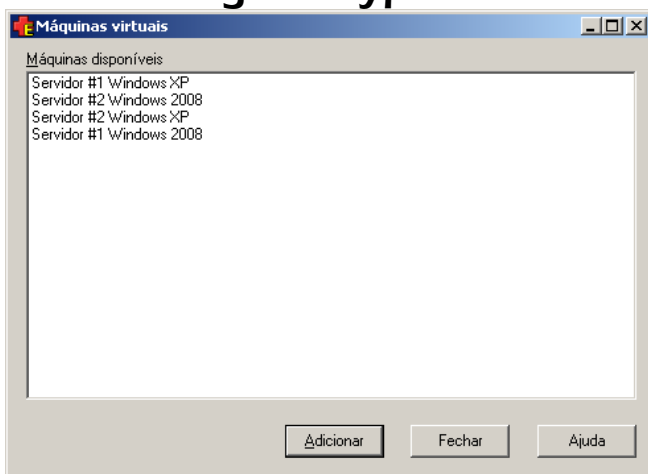 Máquinas virtuais
Máquinas disponíveis
Servidor #1 Windows XP
Servidor #2 Windows 2008
Servidor #2 Windows XP
Servidor #1 Windows 2008
Adicionar
Fechar
Ajuda